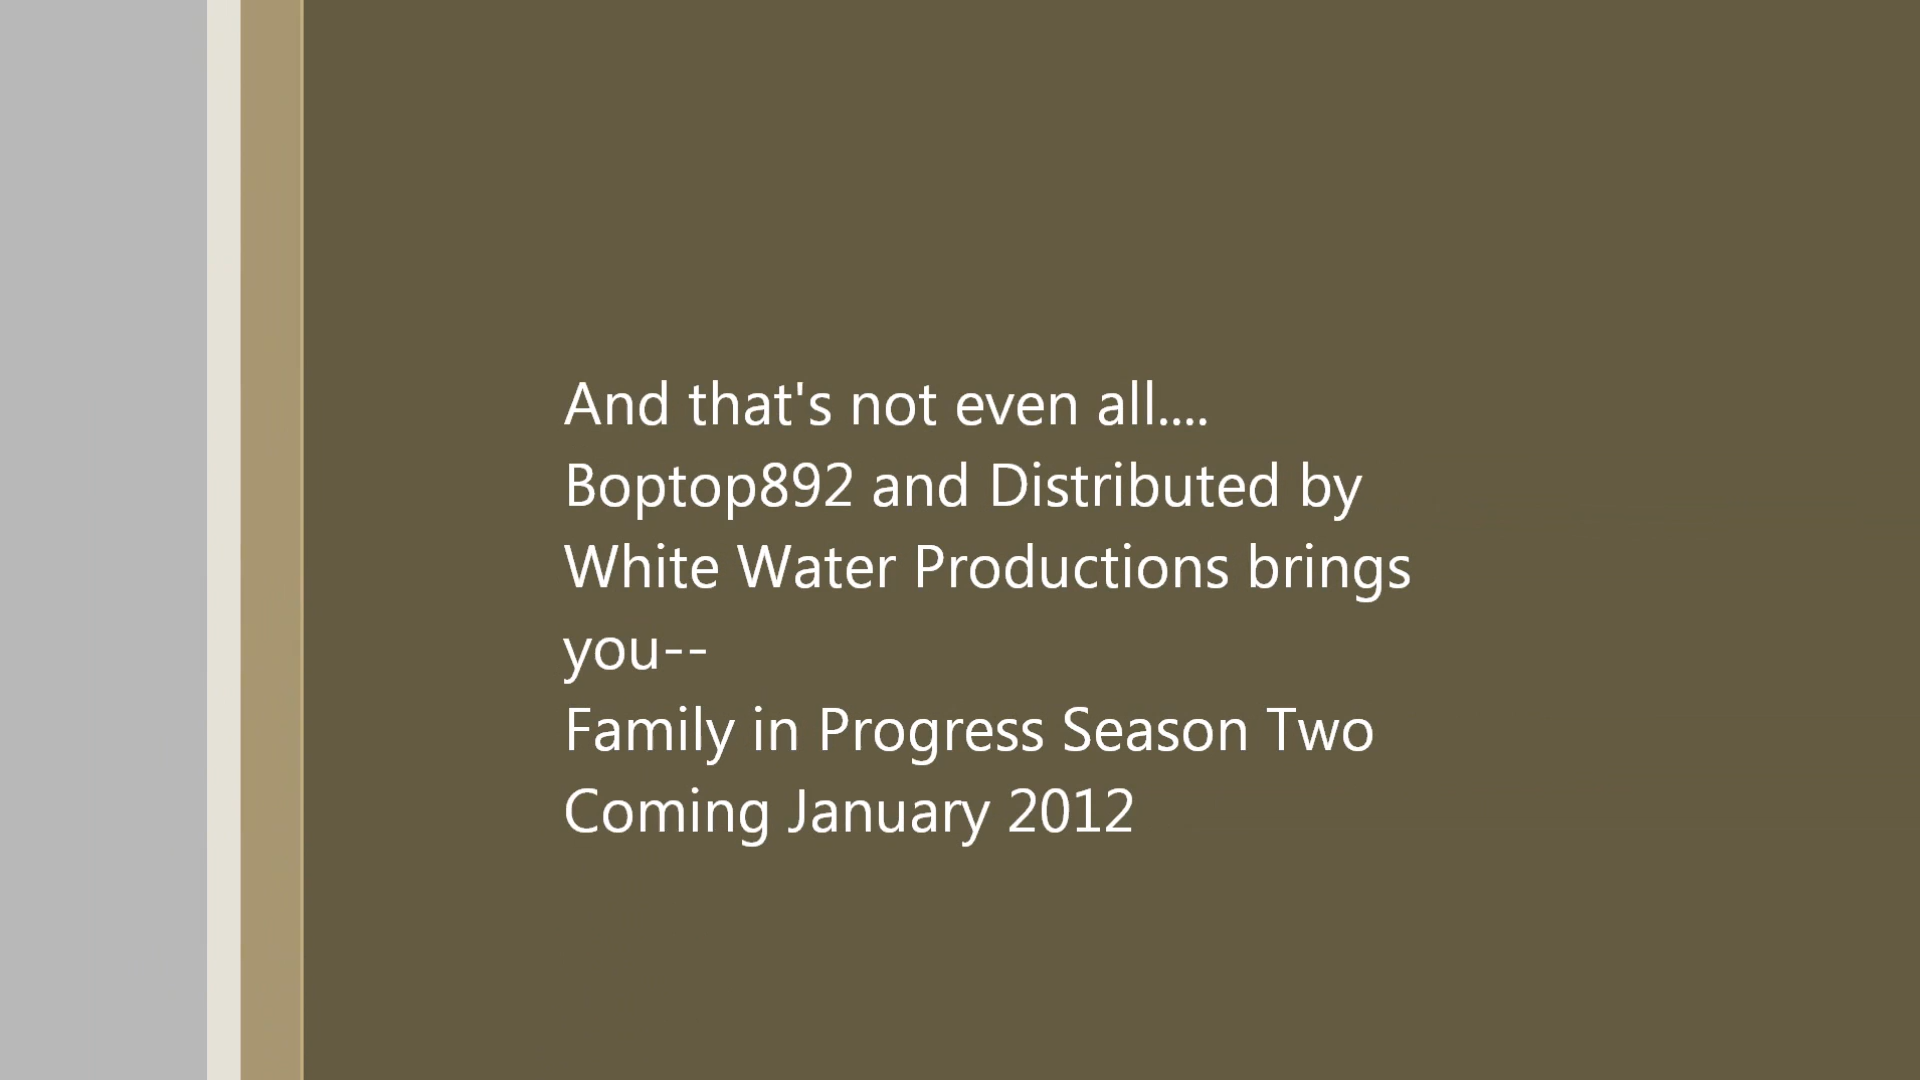 And that's not even all....
Boptop892 and Distributed by
White Water Productions brings
you--
Family in Progress Season Two
Coming January 2012